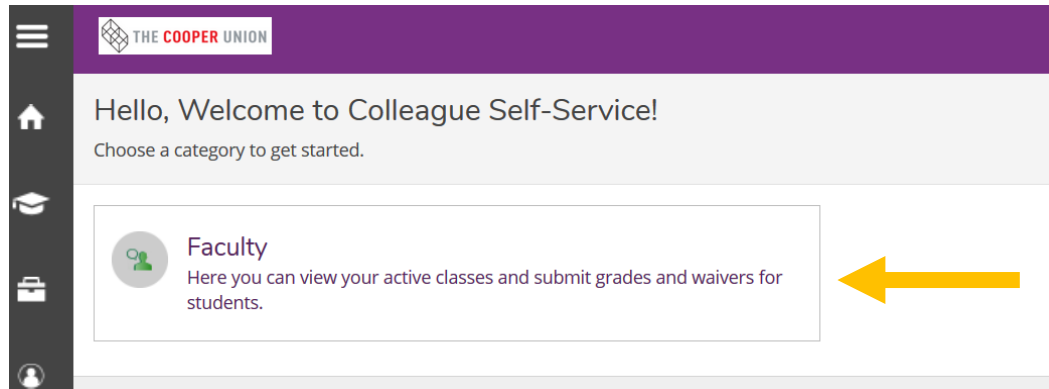 THE COOPER UNION
Hello, Welcome to Colleague Self-Service!
Choose a category to get started.
Faculty
Here you can view your active classes and submit grades and waivers for
students.